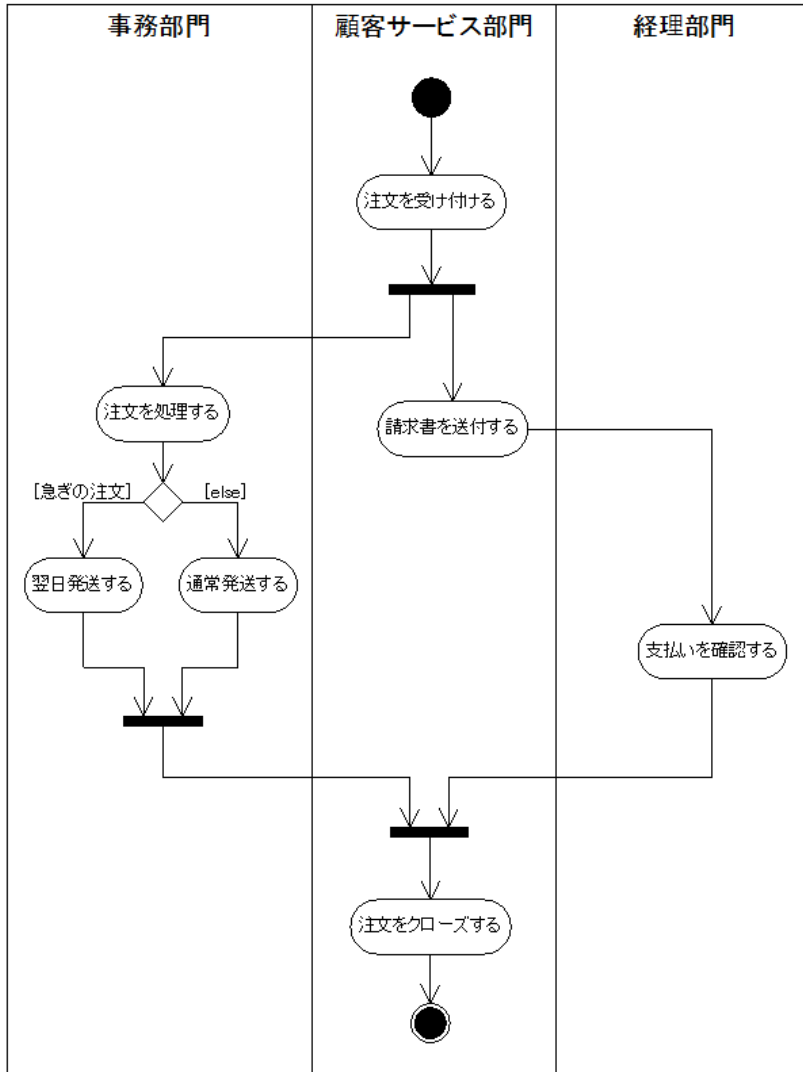 事務部門
顧客サービス部門
経理部門
注文を受け付ける
注文を処理する
請求書を送付する
[急ぎの注文]
[else]
翌日発送する
通常発送する
支払いを確認する
注文をクローズする